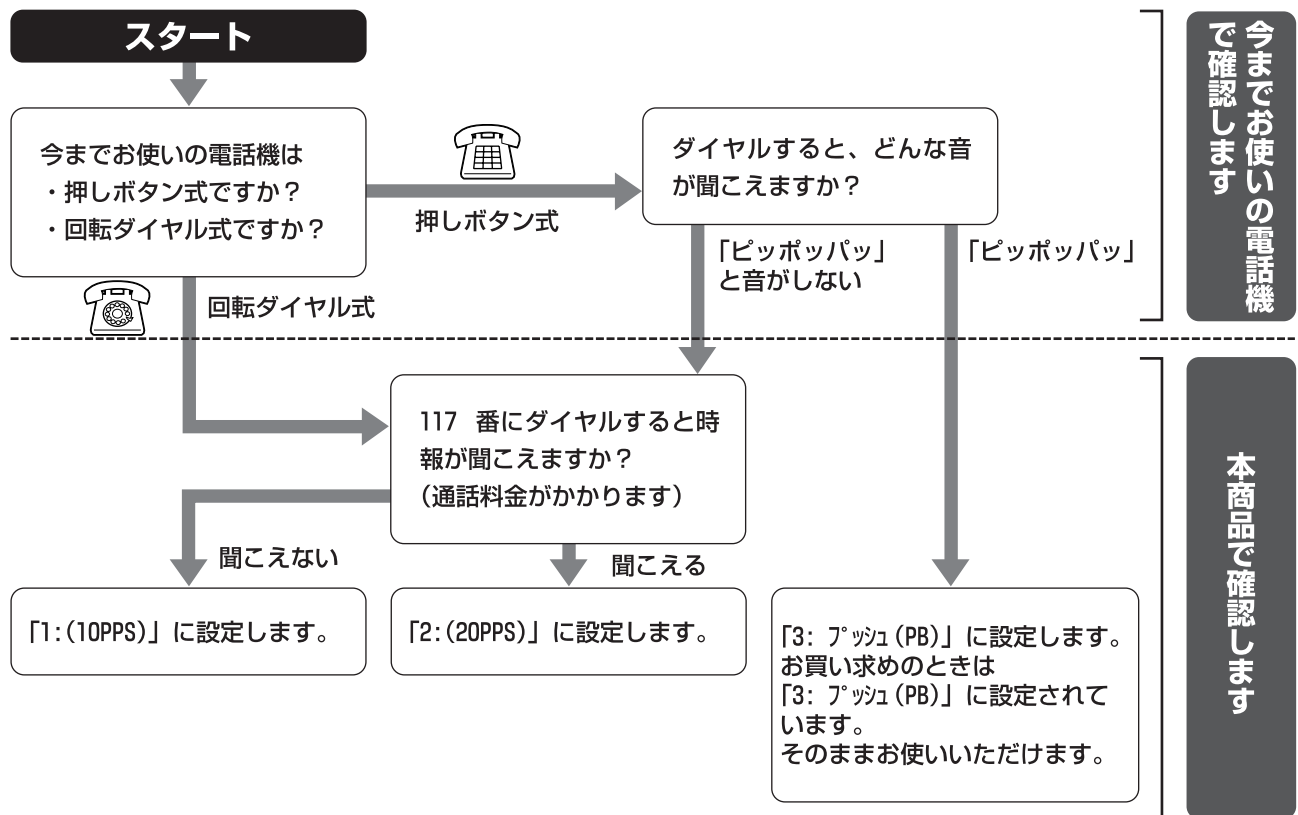 スタート
今までお使いの電話機は
・押しボタン式ですか？
・回転ダイヤル式ですか？
押しボタン式
ダイヤルすると、どんな音
が聞こえますか？
「ピッポッパッ」
と音がしない
「ピッポッパッ」
回転ダイヤル式
今までお使いの電話機
で確認します
117 番にダイヤルすると時
報が聞こえますか？
（通話料金がかかります）
聞こえない
聞こえる
「1:(10PPS)」に設定します。
「2:(20PPS)」に設定します。
「3: ﾌﾟｯｼｭ(PB)」に設定します。
お買い求めのときは
「3: ﾌﾟｯｼｭ(PB)」に設定されて
います。
そのままお使いいただけます。
本商品で確認します